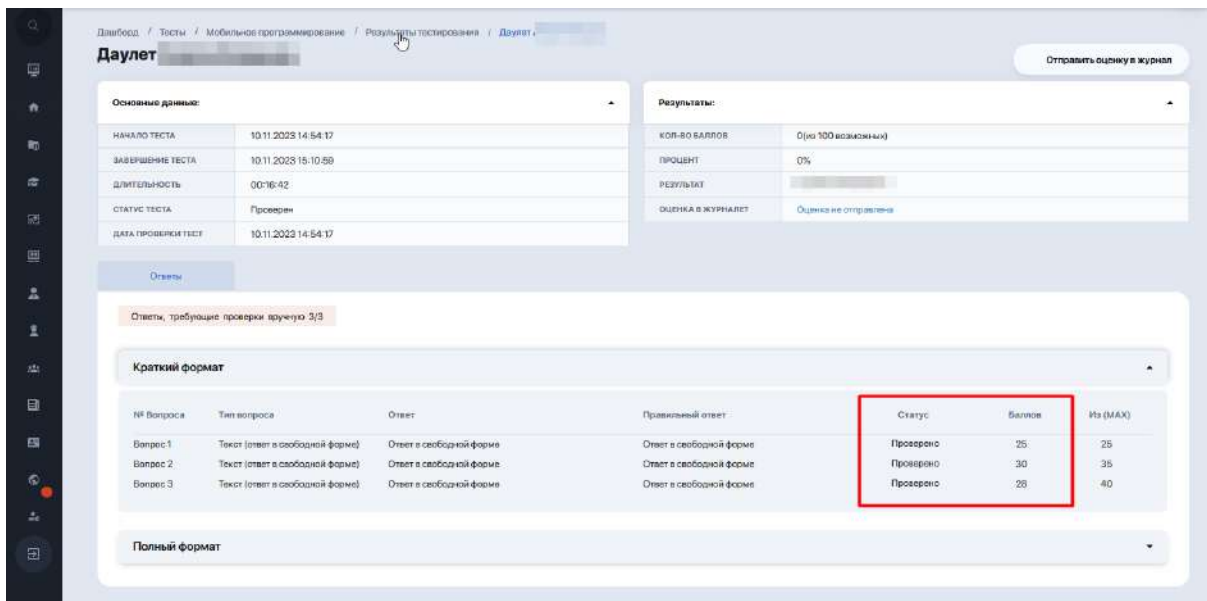 Дашборд / Тесты / Мобильное программирование / Результаты тестирования / Даулет
Даулет
Отправить оценку в журнал
Основные данные:
НАЧАЛО ТЕСТА 10.11.2023 14:54:17
ЗАВЕРШЕНИЕ ТЕСТА 10.11.2023 15:10:59
ДЛИТЕЛЬНОСТЬ 00:16:42
СТАТУС ТЕСТА Проверен
ДАТА ПРОВЕРКИ ТЕСТ 10.11.2023 14:54:17
Результаты:
КОЛ-ВО БАЛЛОВ 0(из 100 возможных)
ПРОЦЕНТ 0%
РЕЗУЛЬТАТ
ОЦЕНКА В ЖУРНАЛЕ? Оценка не отправлена
Ответы
Ответы, требующие проверки вручную 3/3
Краткий формат
№ Вопроса Тип вопроса Ответ Правильный ответ Статус Баллов Из (MAX)
Вопрос 1 Текст (ответ в свободной форме) Ответ в свободной форме Ответ в свободной форме Проверено 25 25
Вопрос 2 Текст (ответ в свободной форме) Ответ в свободной форме Ответ в свободной форме Проверено 30 35
Вопрос 3 Текст (ответ в свободной форме) Ответ в свободной форме Ответ в свободной форме Проверено 28 40
Полный формат